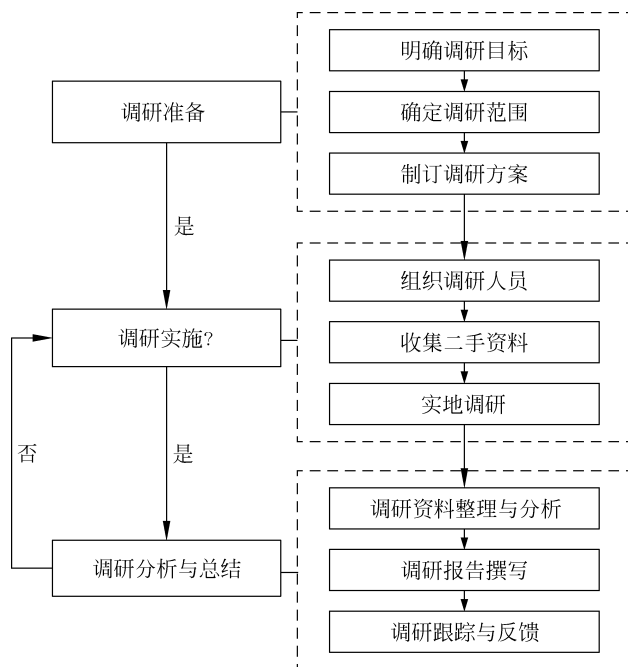 明确调研目标
调研准备
确定调研范围
制订调研方案
是
组织调研人员
调研实施?
收集二手资料
实地调研
否
是
调研资料整理与分析
调研分析与总结
调研报告撰写
调研跟踪与反馈